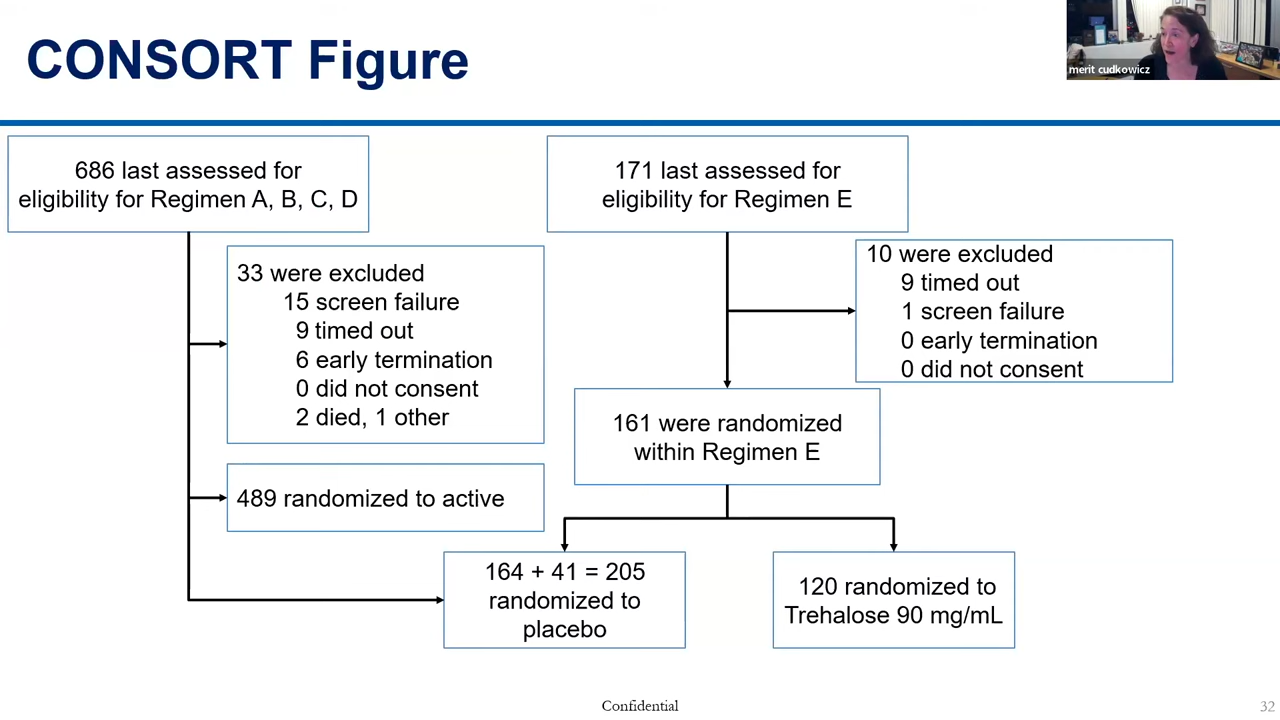 CONSORT Figure
merit cudkowicz
686 last assessed for
eligibility for Regimen A, B, C, D
171 last assessed for
eligibility for Regimen E
33 were excluded
15 screen failure
9 timed out
6 early termination
0 did not consent
2 died, 1 other
10 were excluded
9 timed out
1 screen failure
0 early termination
0 did not consent
161 were randomized
within Regimen E
489 randomized to active
164 + 41 = 205
randomized to
placebo
120 randomized to
Trehalose 90 mg/mL
Confidential
32